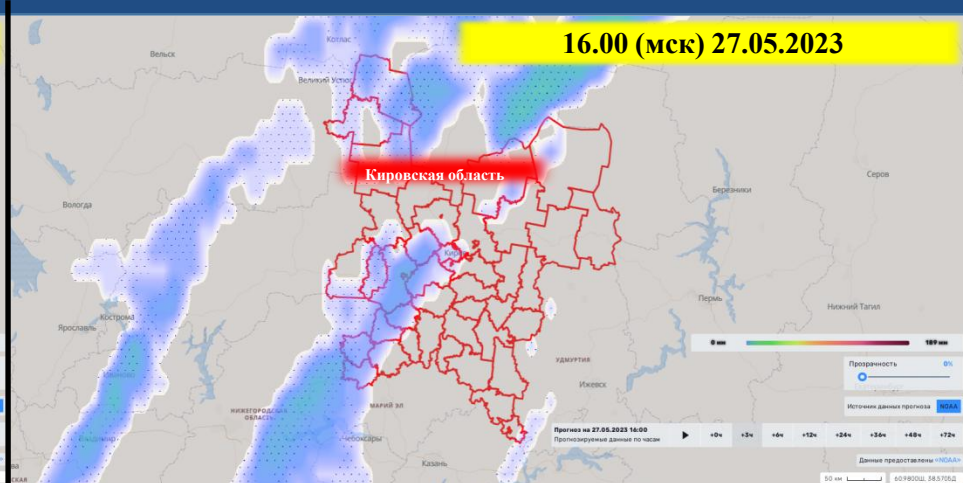 16.00 (мск) 27.05.2023
Котлас
Вельск
Великий Устюг
Кировская область
Серов
Березники
Вологда
Пермь
Нижний Тагил
Кострома
Ярославль
0 мм
189 мм
УДМУРТИЯ
Прозрачность
0%
Ижевск
Источник данных прогноза
NOAA
МАРИЙ ЭЛ
НИЖЕГОРОДСКАЯ
ОБЛАСТЬ
Чебоксары
Прогноз на 27.05.2023 16:00
Прогнозируемые данные по часам
+0ч
+3ч
+6ч
+12ч
+24ч
+36ч
+48ч
+72ч
Казань
Данные предоставлены «NOAA»
50 км